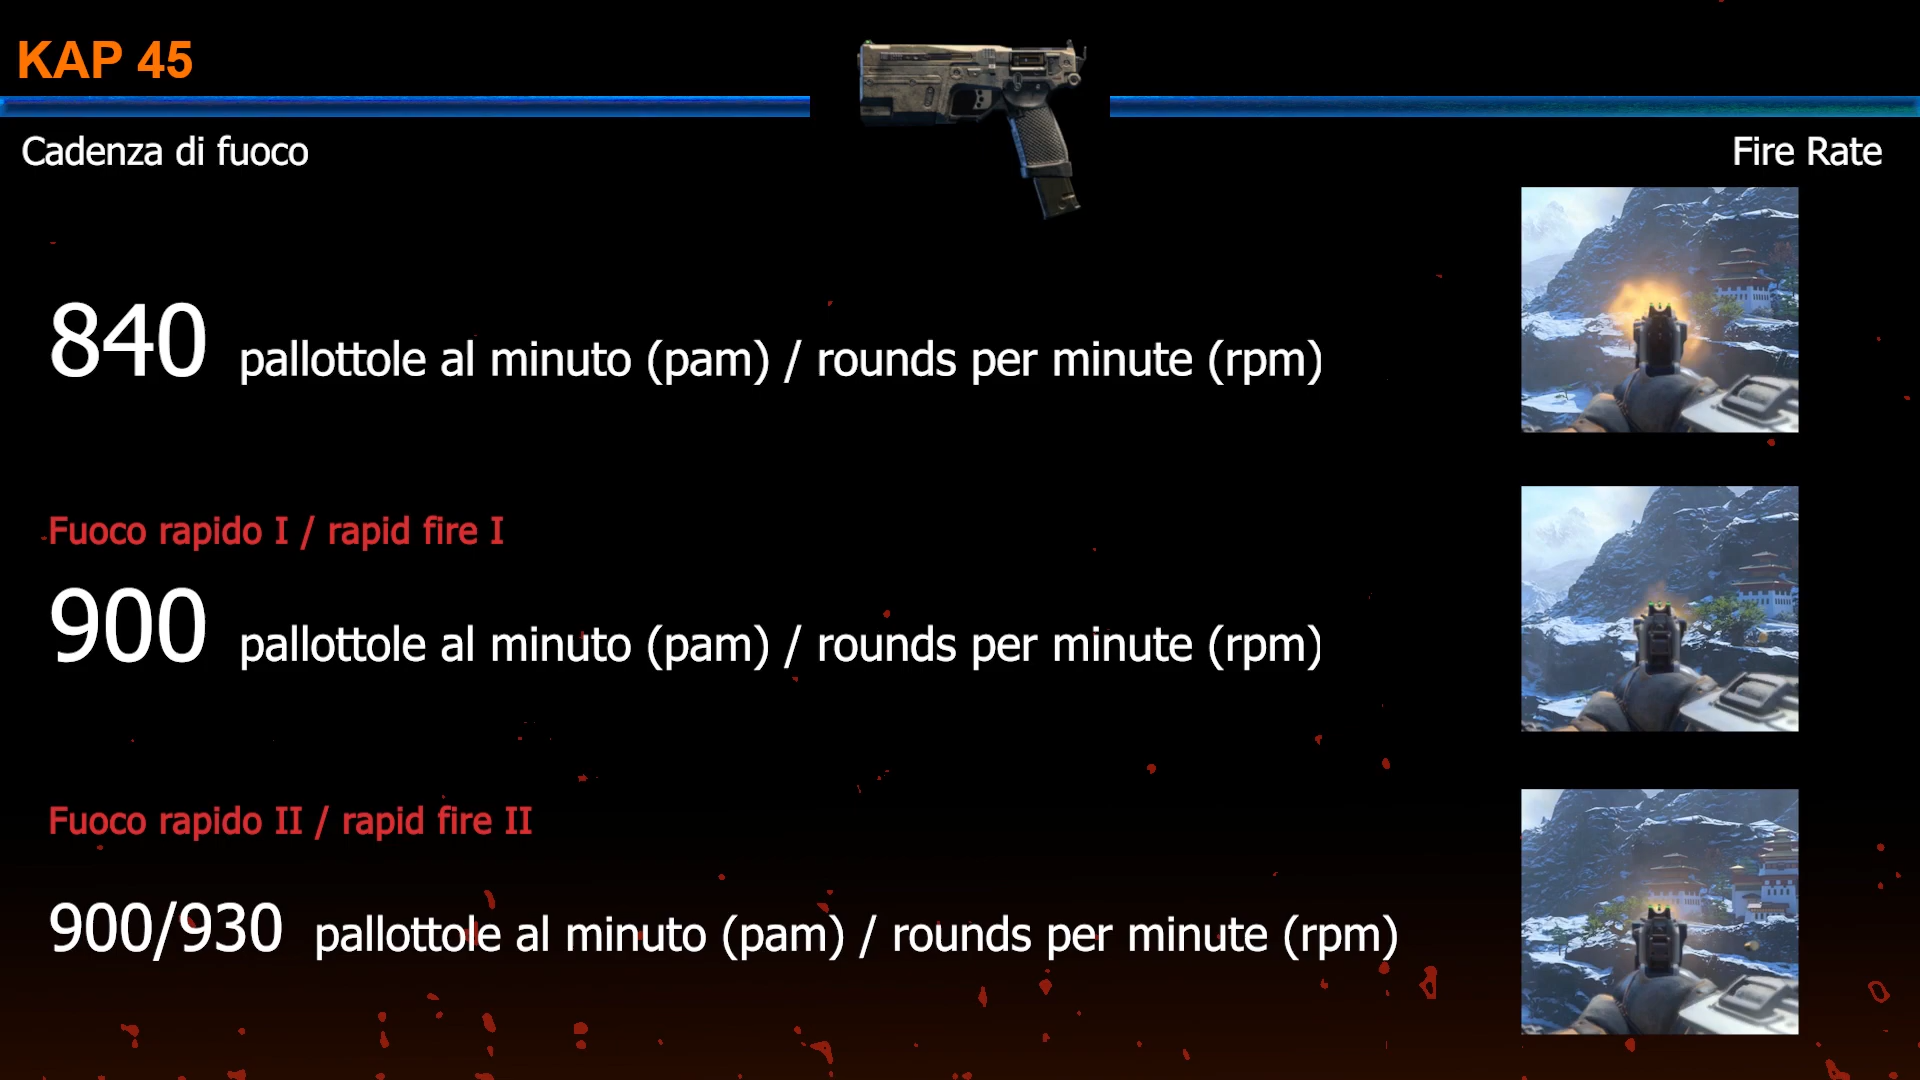 KAP 45
Cadenza di fuoco
Fire Rate
840 pallottole al minuto (pam) / rounds per minute (rpm)
Fuoco rapido I / rapid fire I
900 pallottole al minuto (pam) / rounds per minute (rpm)
Fuoco rapido II / rapid fire II
900/930 pallottole al minuto (pam) / rounds per minute (rpm)